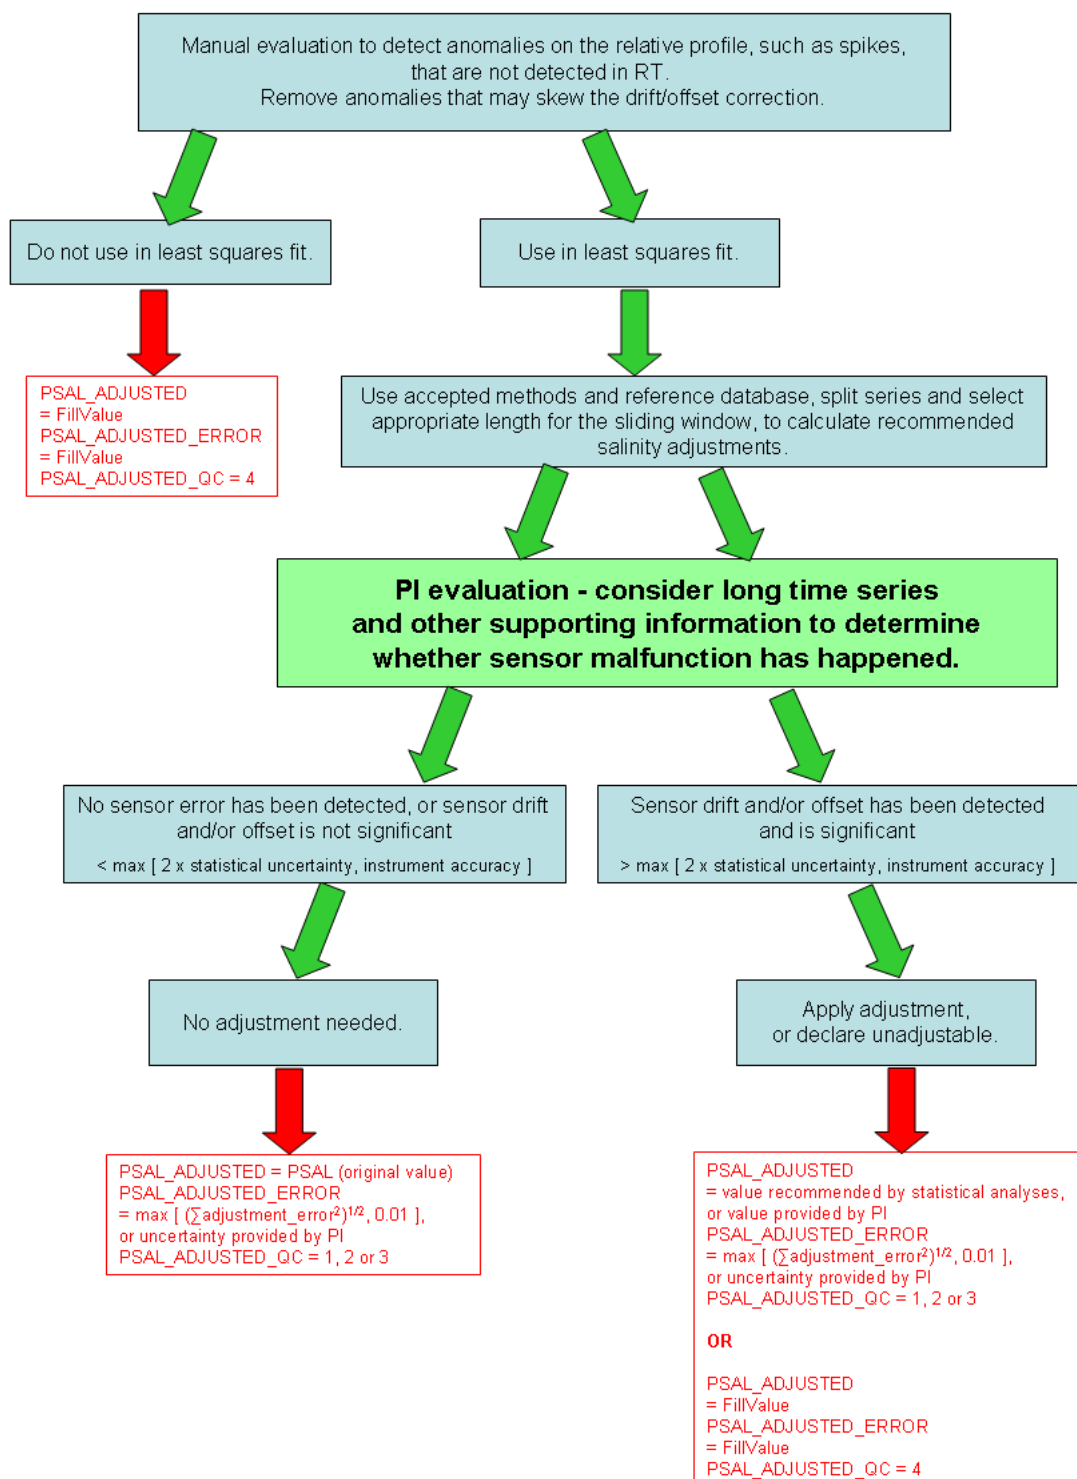 Manual evaluation to detect anomalies on the relative profile, such as spikes,
that are not detected in RT.
Remove anomalies that may skew the drift/offset correction.
Do not use in least squares fit.
Use in least squares fit.
PSAL_ADJUSTED
= FillValue
PSAL_ADJUSTED_ERROR
= FillValue
PSAL_ADJUSTED_QC = 4
Use accepted methods and reference database, split series and select
appropriate length for the sliding window, to calculate recommended
salinity adjustments.
PI evaluation - consider long time series
and other supporting information to determine
whether sensor malfunction has happened.
No sensor error has been detected, or sensor drift
and/or offset is not significant
< max [ 2 x statistical uncertainty, instrument accuracy ]
Sensor drift and/or offset has been detected
and is significant
> max [ 2 x statistical uncertainty, instrument accuracy ]
No adjustment needed.
Apply adjustment,
or declare unadjustable.
PSAL_ADJUSTED = PSAL (original value)
PSAL_ADJUSTED_ERROR
= max [ (∑adjustment_error²)¹/², 0.01 ],
or uncertainty provided by PI
PSAL_ADJUSTED_QC = 1, 2 or 3
PSAL_ADJUSTED
= value recommended by statistical analyses,
or value provided by PI
PSAL_ADJUSTED_ERROR
= max [ (∑adjustment_error²)¹/², 0.01 ],
or uncertainty provided by PI
PSAL_ADJUSTED_QC = 1, 2 or 3
OR
PSAL_ADJUSTED
= FillValue
PSAL_ADJUSTED_ERROR
= FillValue
PSAL_ADJUSTED_QC = 4